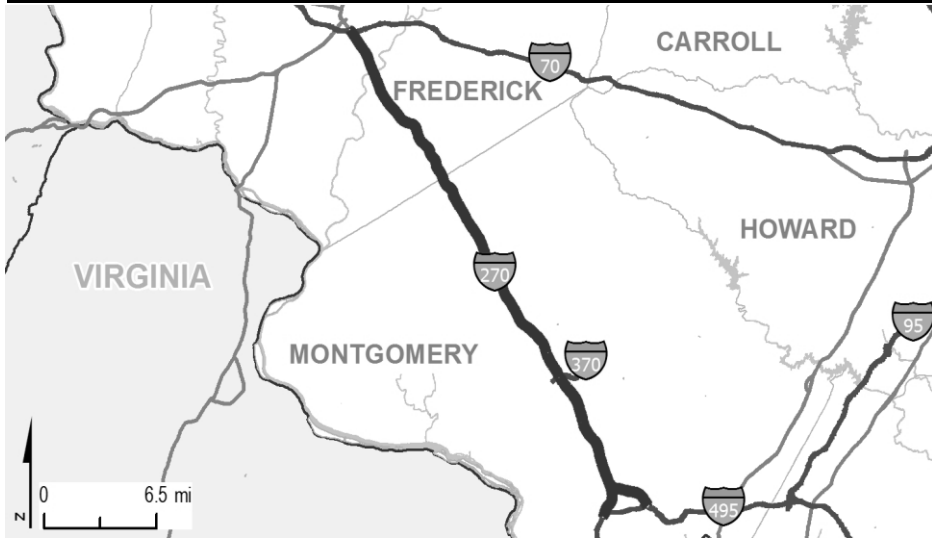 CARROLL
70
FREDERICK
HOWARD
VIRGINIA
270
95
MONTGOMERY
370
0 6.5 mi
495
N